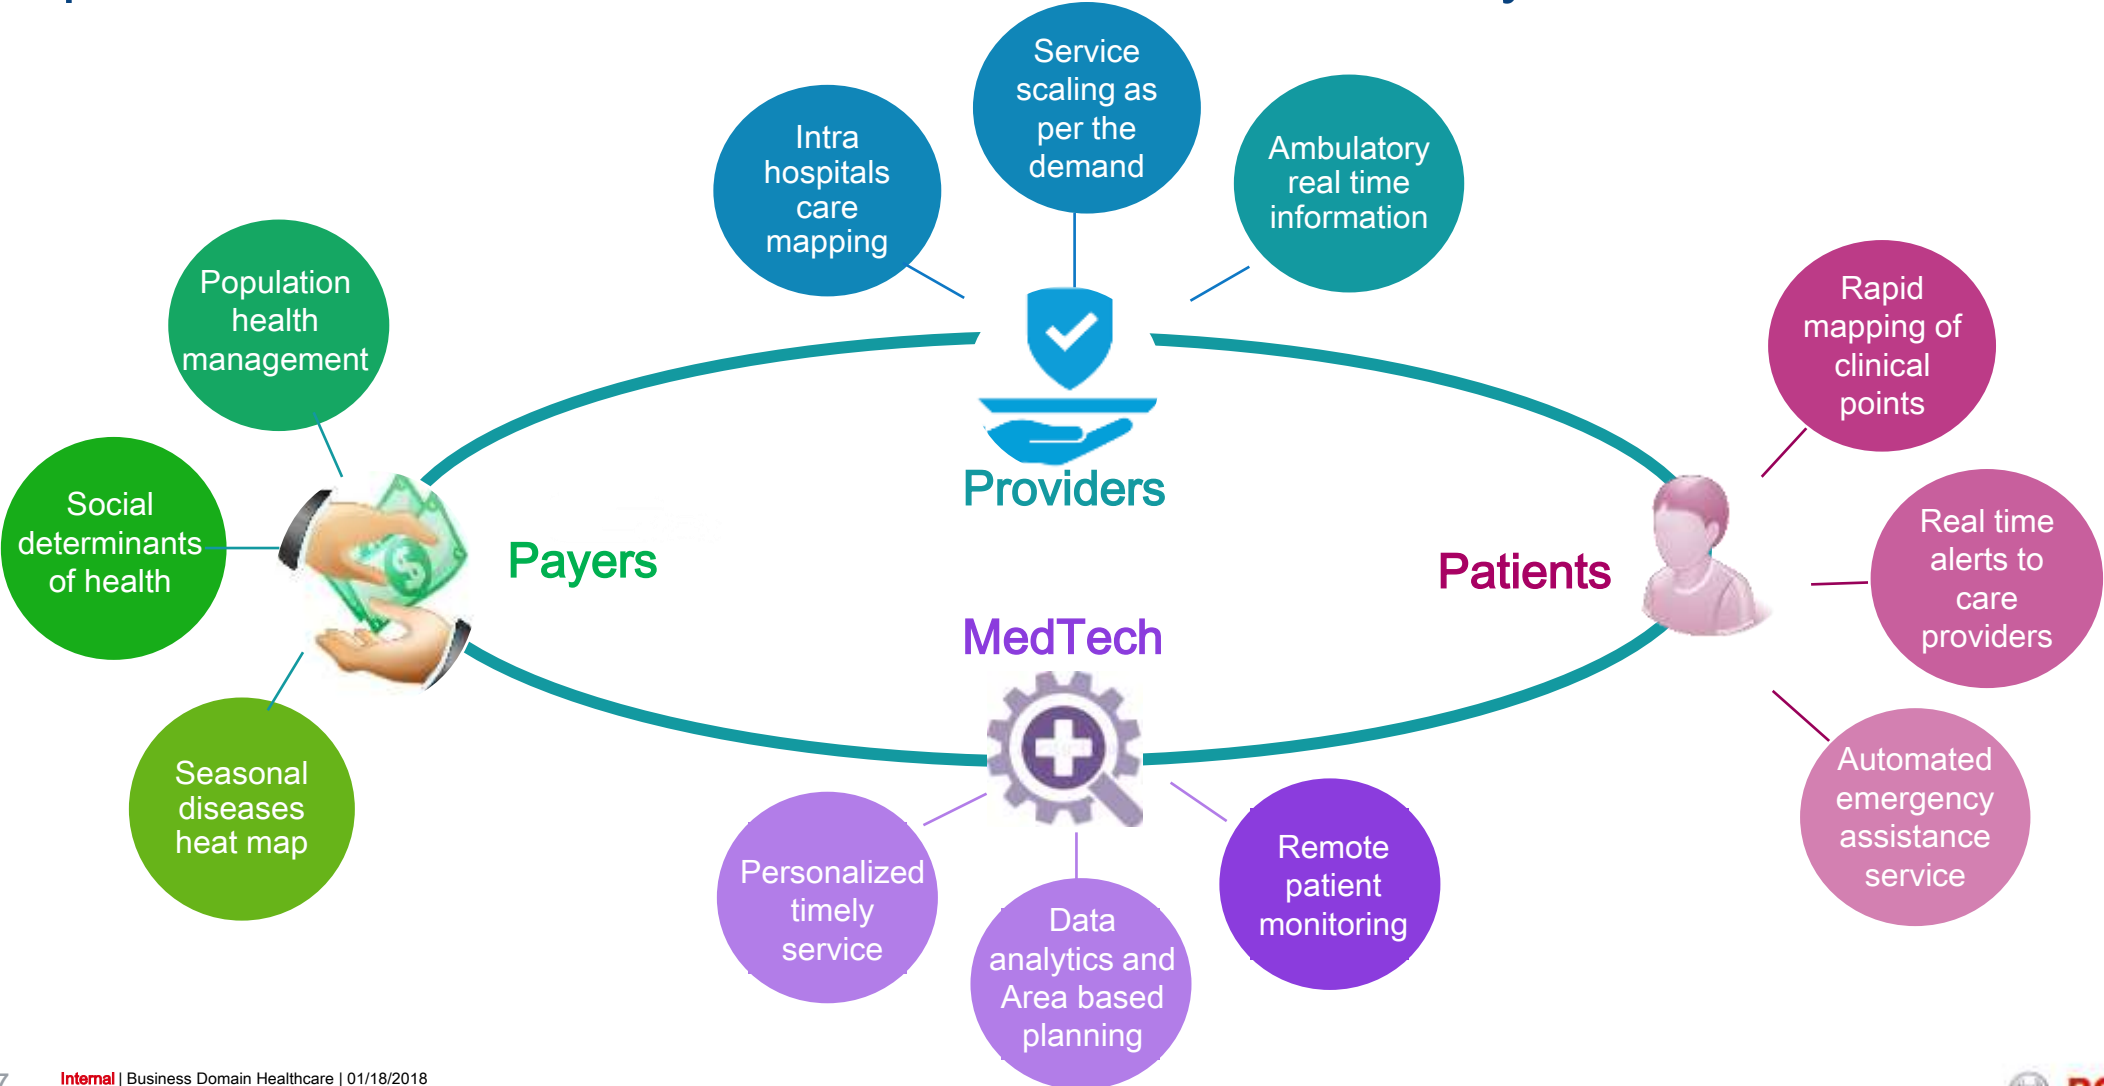 Service
scaling as
per the
demand
Intra
hospitals
care
mapping
Ambulatory
real time
information
Population
health
management
Rapid
mapping of
clinical
points
Social
determinants
of health
Providers
Payers
Patients
Real time
alerts to
care
providers
MedTech
Seasonal
diseases
heat map
Automated
emergency
assistance
service
Personalized
timely
service
Data
analytics and
Area based
planning
Remote
patient
monitoring
7 Internal | Business Domain Healthcare | 01/18/2018